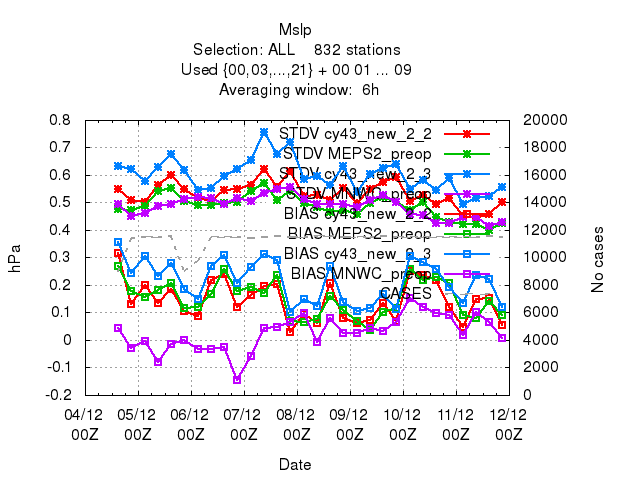 Mslp
Selection: ALL 832 stations
Used {00,03,...,21} + 00 01 ... 09
Averaging window: 6h
0.8 20000
STDV cy43_new_2_2
0.7 18000
STDV MEPS2_preop
STDV cy43_new_2_3
0.6 16000
STDV MNWC_preop
0.5 14000
BIAS cy43_new_2_2
BIAS MEPS2_preop
0.4 12000
BIAS cy43_new_2_3
0.3 10000
BIAS MNWC_preop
CASES
0.2 8000
0.1 6000
0 4000
-0.1 2000
-0.2 0
hPa
No cases
04/12 05/12 06/12 07/12 08/12 09/12 10/12 11/12 12/12
00Z 00Z 00Z 00Z 00Z 00Z 00Z 00Z 00Z
Date